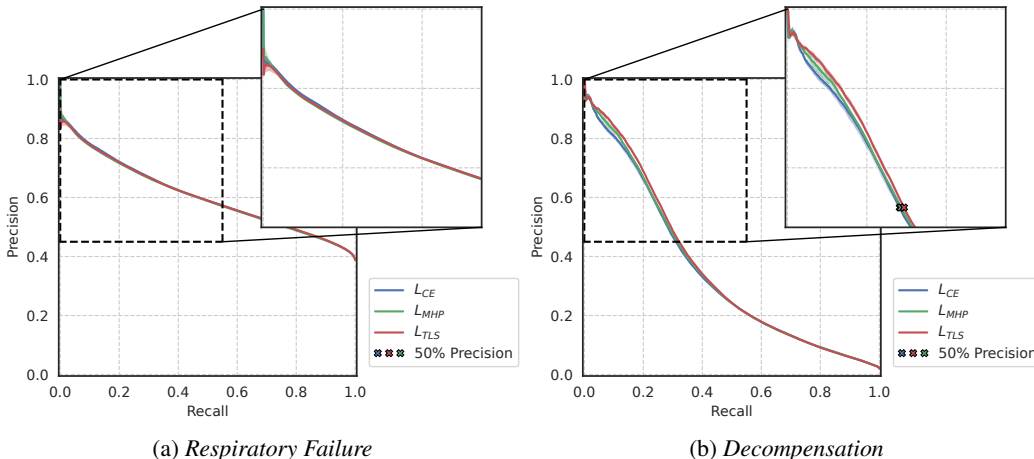 1.0
0.8
0.6
0.4
0.2
0.0
Precision
0.0 0.2 0.4 0.6 0.8 1.0
Recall
L_CE
L_MHP
L_TLS
50% Precision
(a) Respiratory Failure
1.0
0.8
0.6
0.4
0.2
0.0
Precision
0.0 0.2 0.4 0.6 0.8 1.0
Recall
L_CE
L_MHP
L_TLS
50% Precision
(b) Decompensation